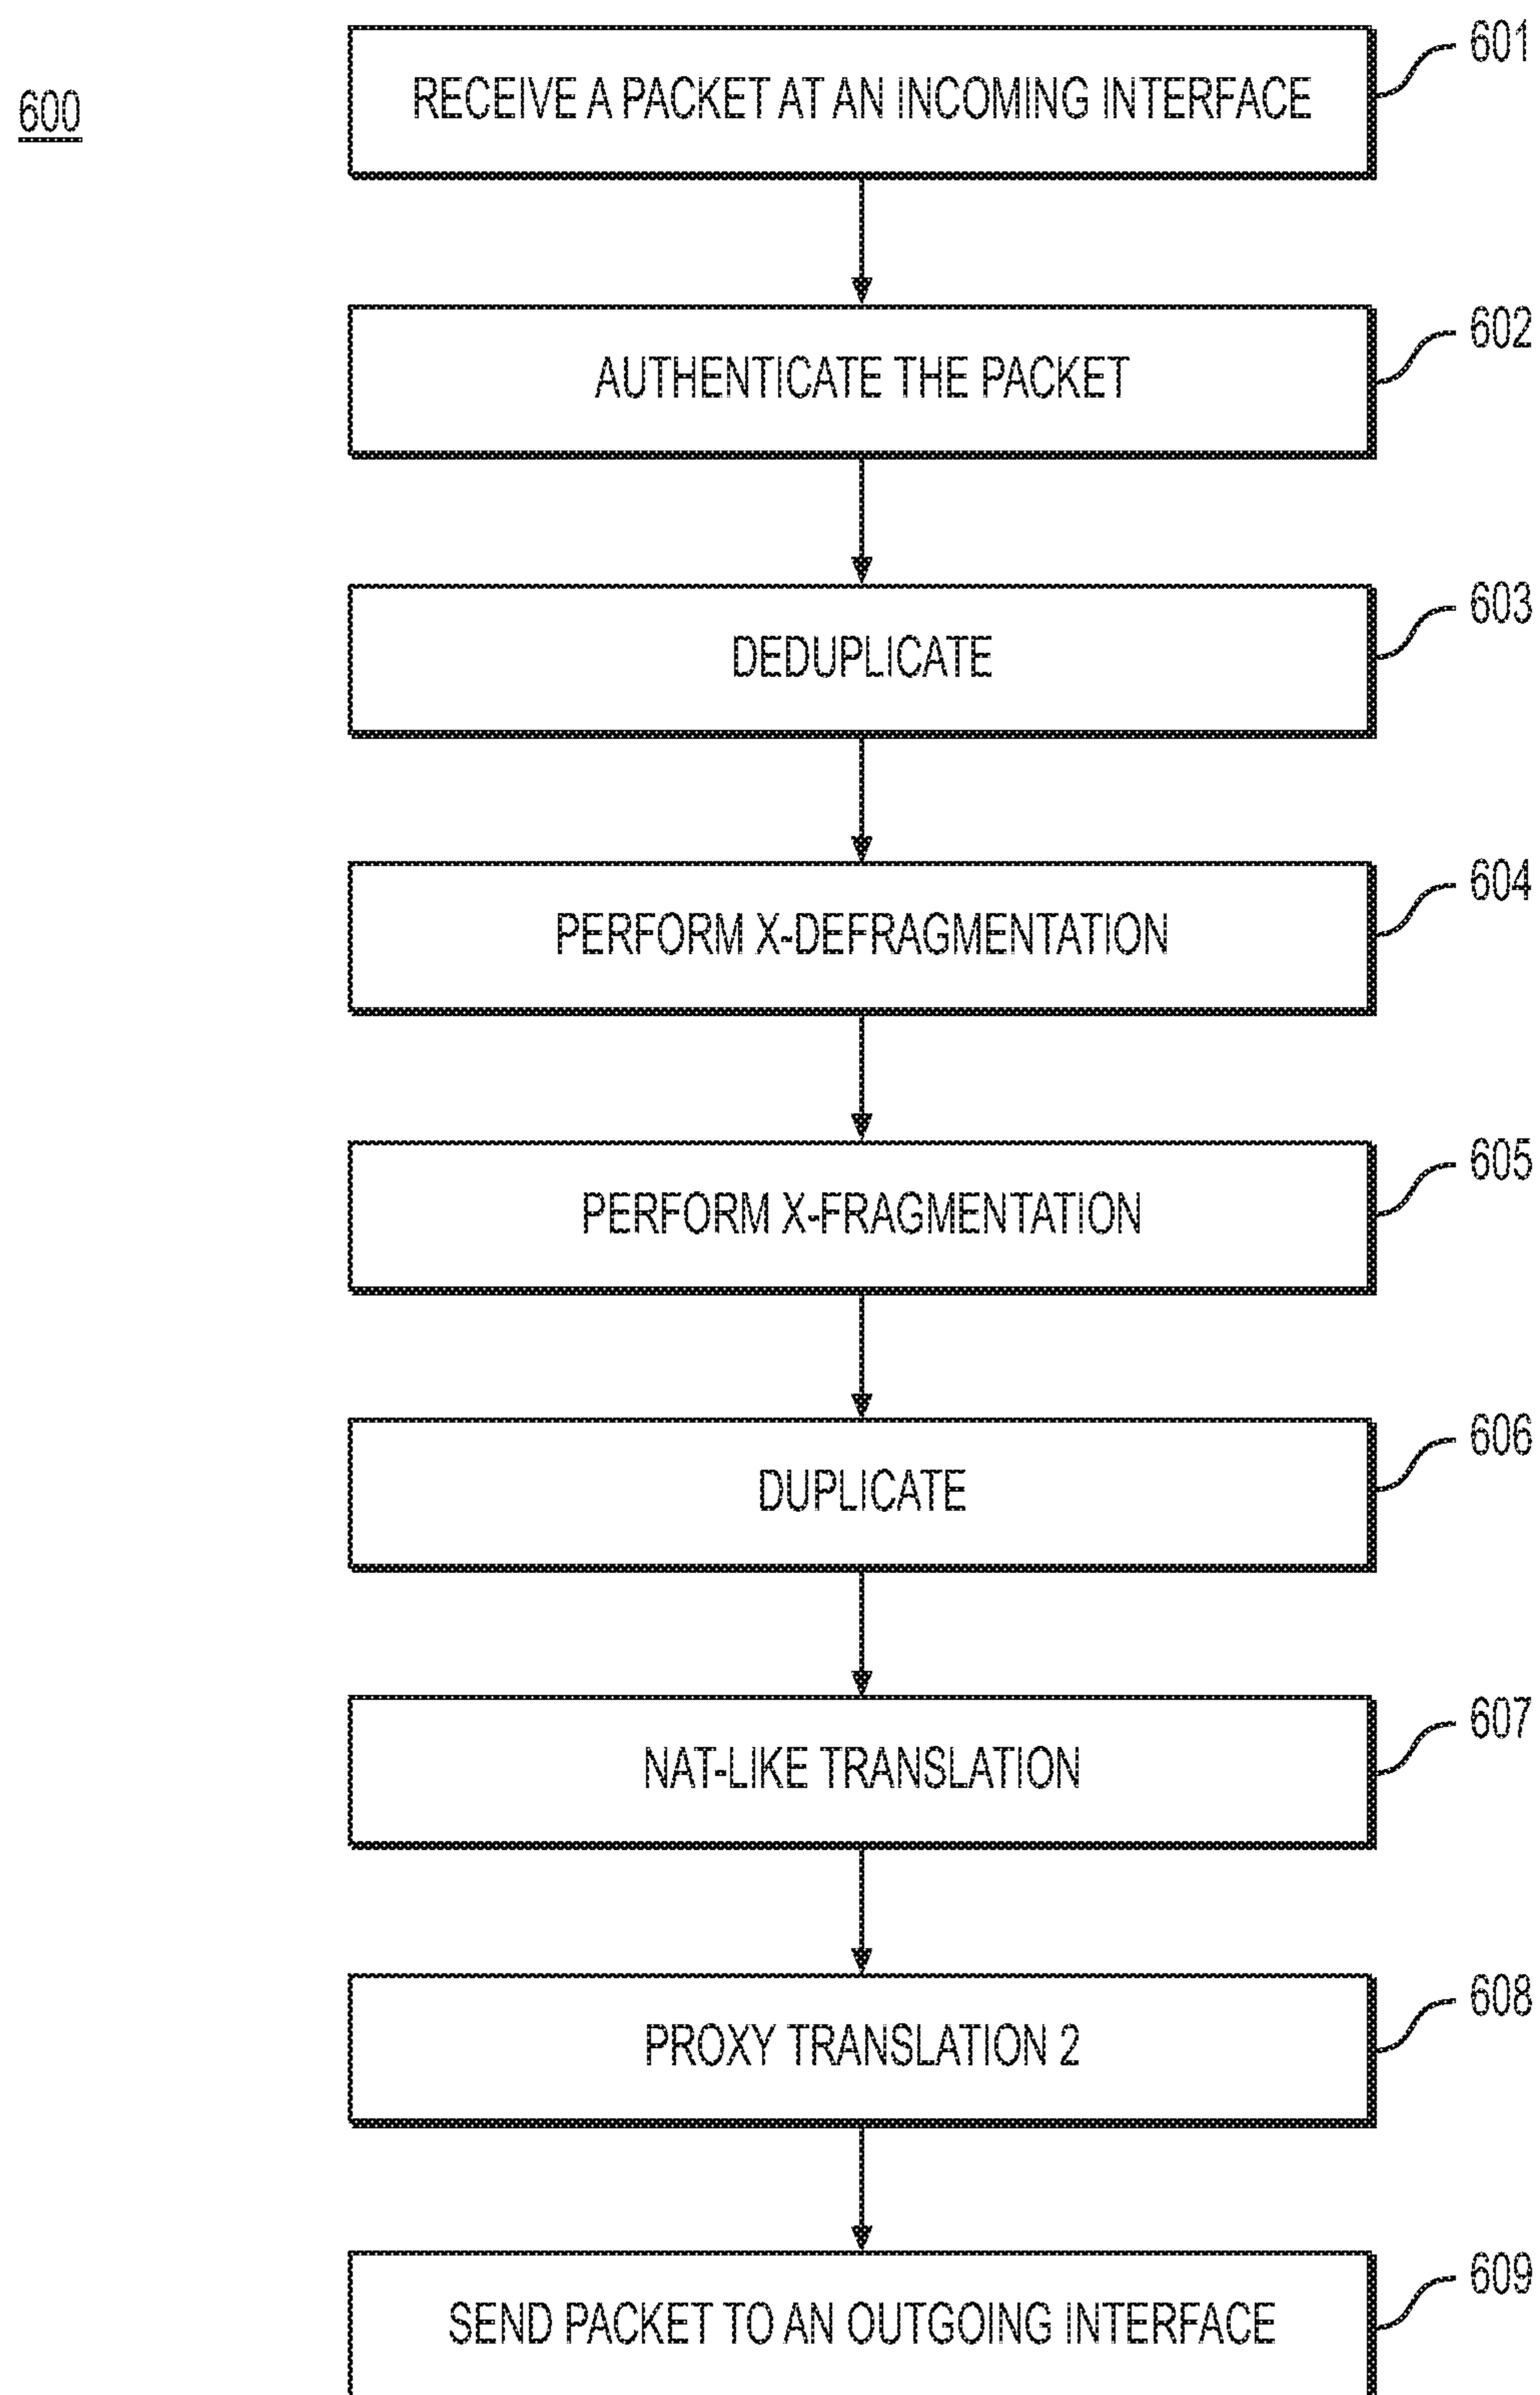 600
RECEIVE A PACKET AT AN INCOMING INTERFACE
601
AUTHENTICATE THE PACKET
602
DEDUPLICATE
603
PERFORM X-DEFRAGMENTATION
604
PERFORM X-FRAGMENTATION
605
DUPLICATE
606
NAT-LIKE TRANSLATION
607
PROXY TRANSLATION 2
608
SEND PACKET TO AN OUTGOING INTERFACE
609